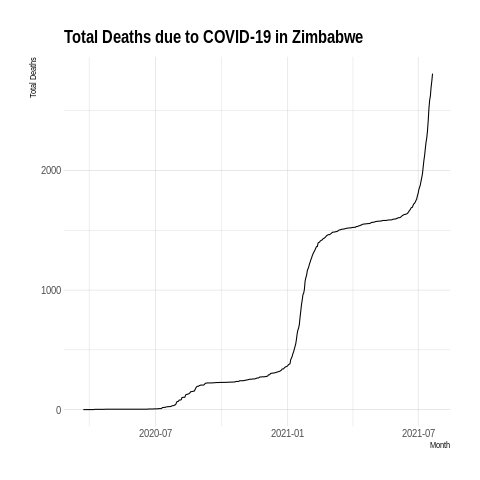 Total Deaths due to COVID-19 in Zimbabwe
Total Deaths
2000
1000
0
2020-07
2021-01
2021-07
Month